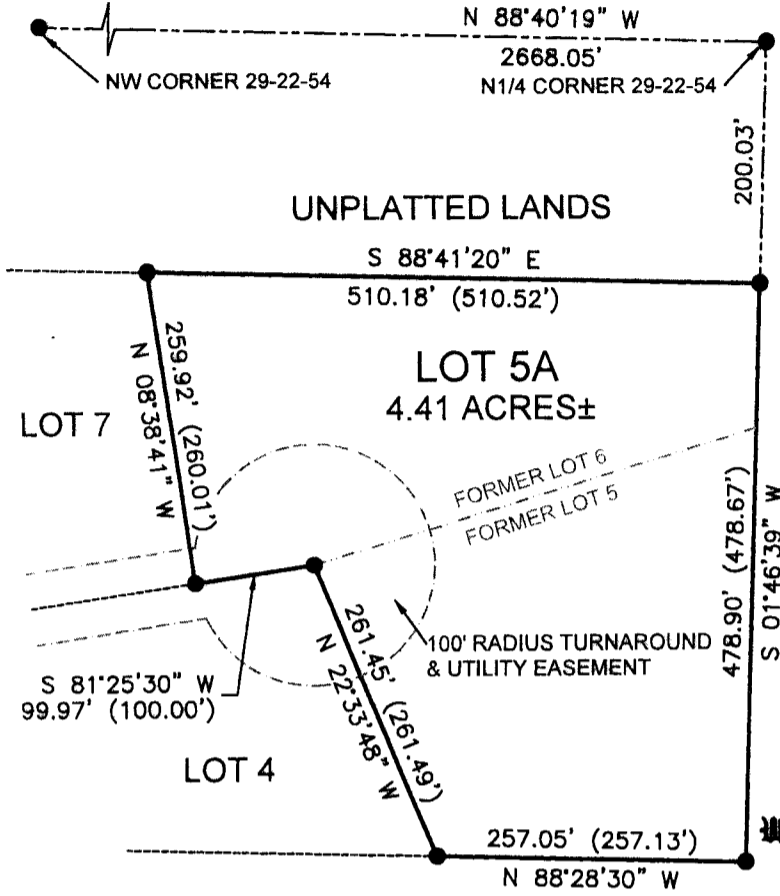 N 88°40'19" W
2668.05'
NW CORNER 29-22-54
N1/4 CORNER 29-22-54
200.03'
UNPLATTED LANDS
S 88°41'20" E
510.18' (510.52')
LOT 5A
4.41 ACRES±
259.92' (260.01')
N 08°38'41" W
LOT 7
FORMER LOT 6
FORMER LOT 5
478.90' (478.67')
S 01°46'39" W
100' RADIUS TURNAROUND
& UTILITY EASEMENT
261.45' (261.49')
N 22°33'48" W
S 81°25'30" W
99.97' (100.00')
LOT 4
257.05' (257.13')
N 88°28'30" W